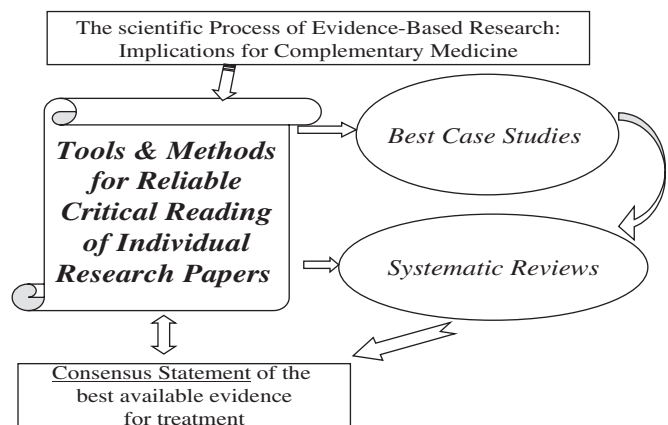 The scientific Process of Evidence-Based Research:
Implications for Complementary Medicine
Tools & Methods
for Reliable
Critical Reading
of Individual
Research Papers
Best Case Studies
Systematic Reviews
Consensus Statement of the
best available evidence
for treatment